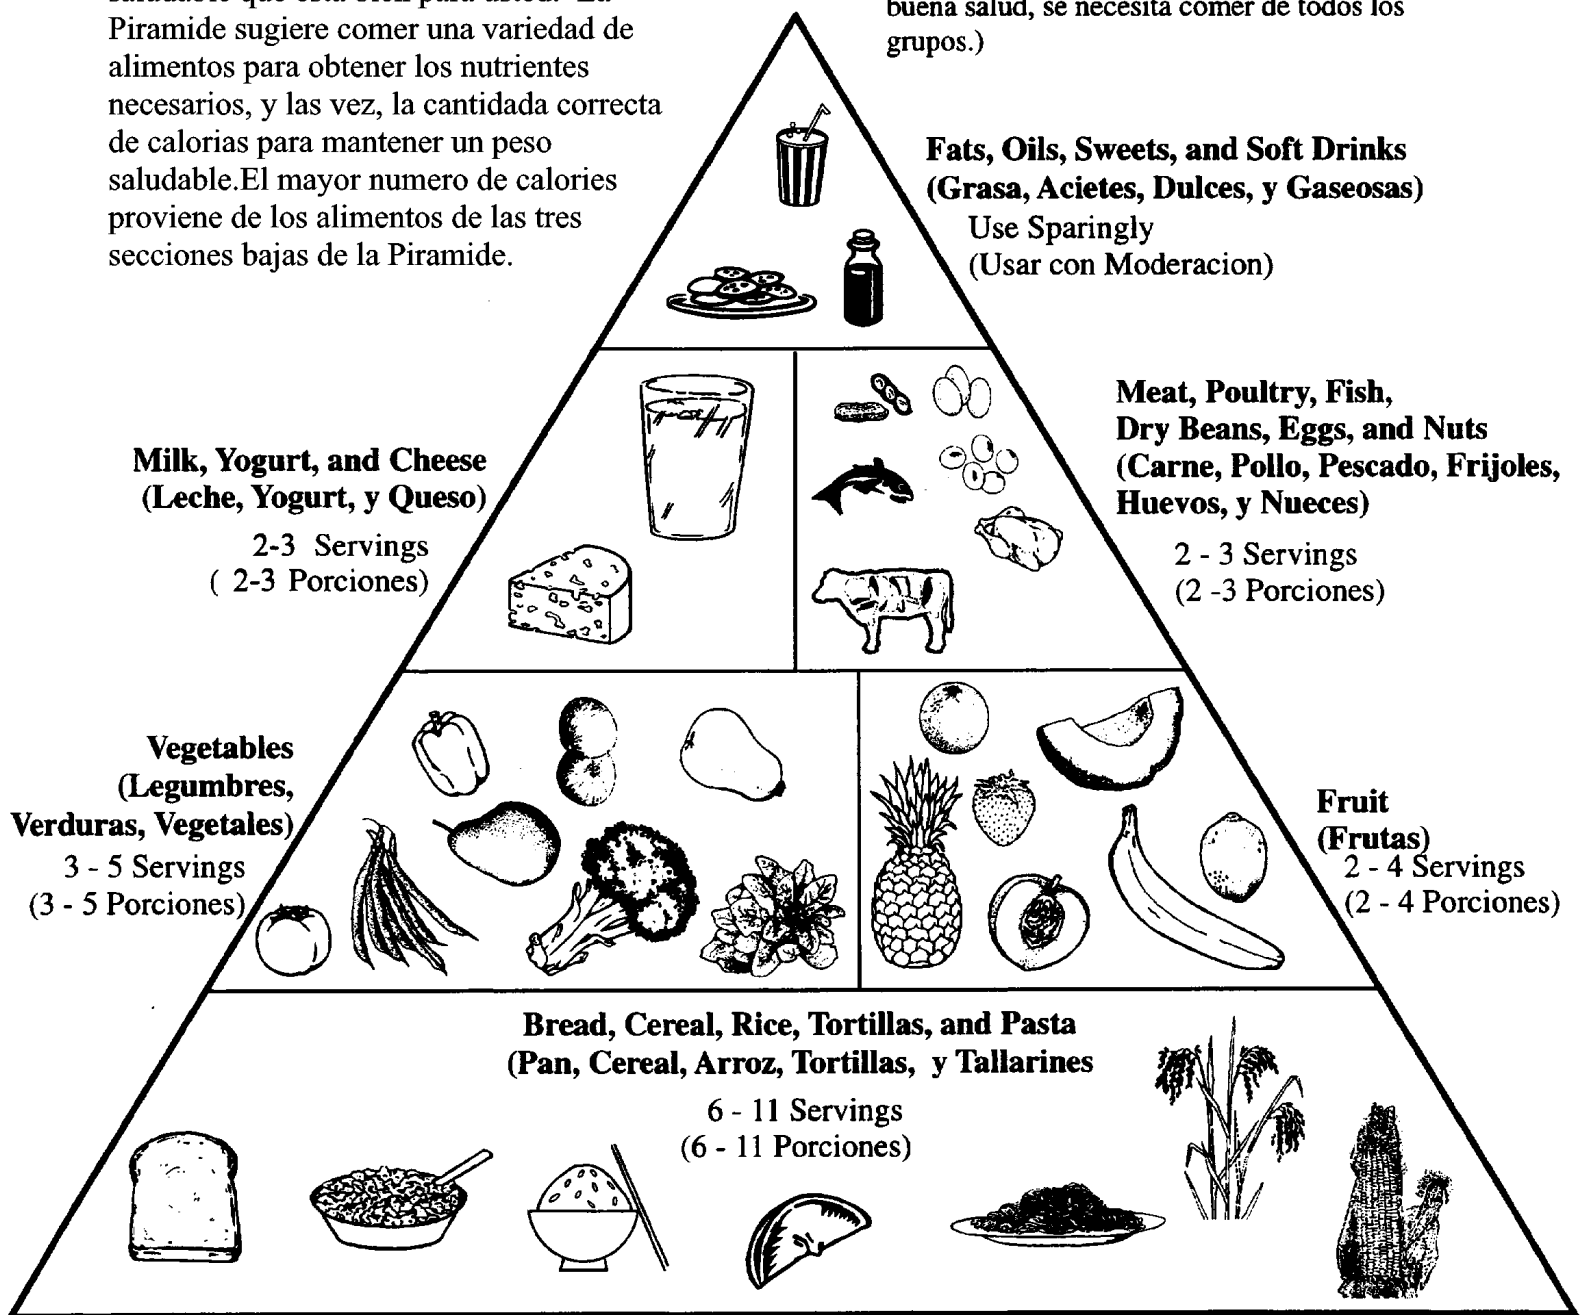 saludable que está bien para usted. La
Piramide sugiere comer una variedad de
alimentos para obtener los nutrientes
necesarios, y las vez, la cantidada correcta
de calorias para mantener un peso
saludable.El mayor numero de calories
proviene de los alimentos de las tres
secciones bajas de la Piramide.
buena salud, se necesita comer de todos los
grupos.)
Fats, Oils, Sweets, and Soft Drinks
(Grasa, Acietes, Dulces, y Gaseosas)
Use Sparingly
(Usar con Moderacion)
Milk, Yogurt, and Cheese
(Leche, Yogurt, y Queso)
2-3 Servings
( 2-3 Porciones)
Meat, Poultry, Fish,
Dry Beans, Eggs, and Nuts
(Carne, Pollo, Pescado, Frijoles,
Huevos, y Nueces)
2 - 3 Servings
(2 -3 Porciones)
Vegetables
(Legumbres,
Verduras, Vegetales)
3 - 5 Servings
(3 - 5 Porciones)
Fruit
(Frutas)
2 - 4 Servings
(2 - 4 Porciones)
Bread, Cereal, Rice, Tortillas, and Pasta
(Pan, Cereal, Arroz, Tortillas, y Tallarines
6 - 11 Servings
(6 - 11 Porciones)